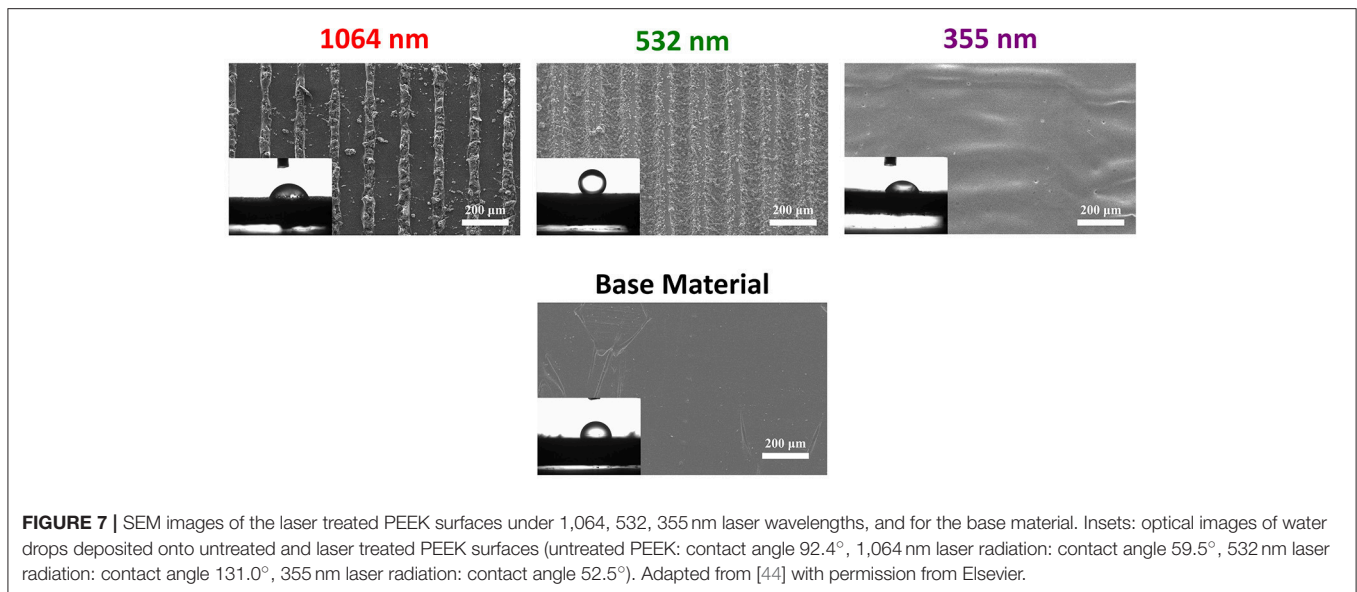 1064 nm
532 nm
355 nm
200 µm
200 µm
200 µm
Base Material
200 µm
FIGURE 7 | SEM images of the laser treated PEEK surfaces under 1,064, 532, 355 nm laser wavelengths, and for the base material. Insets: optical images of water
drops deposited onto untreated and laser treated PEEK surfaces (untreated PEEK: contact angle 92.4°, 1,064 nm laser radiation: contact angle 59.5°, 532 nm laser
radiation: contact angle 131.0°, 355 nm laser radiation: contact angle 52.5°). Adapted from [44] with permission from Elsevier.